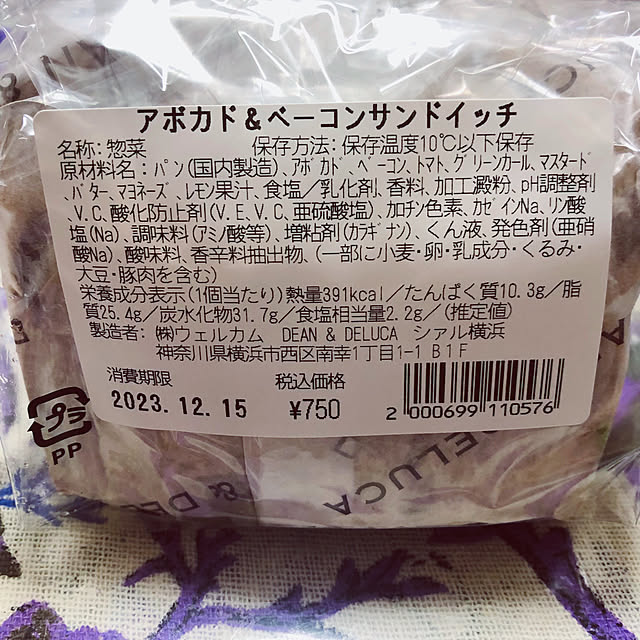 アボカド&ベーコンサンドイッチ
名称:惣菜 保存方法:保存温度10℃以下保存
原材料名:パン(国内製造)、アボカド、ベーコン、トマト、グリーンカール、マスタード
、バター、マヨネーズ、レモン果汁、食塩/乳化剤、香料、加工澱粉、pH調整剤
、V.C、酸化防止剤(V.E、V.C、亜硫酸塩)、カロチン色素、カゼインNa、リン酸
塩(Na)、調味料(アミノ酸等)、増粘剤(カラギナン)、くん液、発色剤(亜硝
酸Na)、酸味料、香辛料抽出物、(一部に小麦・卵・乳成分・くるみ・
大豆・豚肉を含む)
栄養成分表示(1個当たり)熱量391kcal/たんぱく質10.3g/脂
質25.4g/炭水化物31.7g/食塩相当量2.2g/(推定値)
製造者:㈱ウェルカム DEAN & DELUCA シァル横浜
神奈川県横浜市西区南幸1丁目1-1 B1F
消費期限 税込価格
2023.12.15 ¥750
2 000699 110576
プラ
PP
DELUCA
& DE